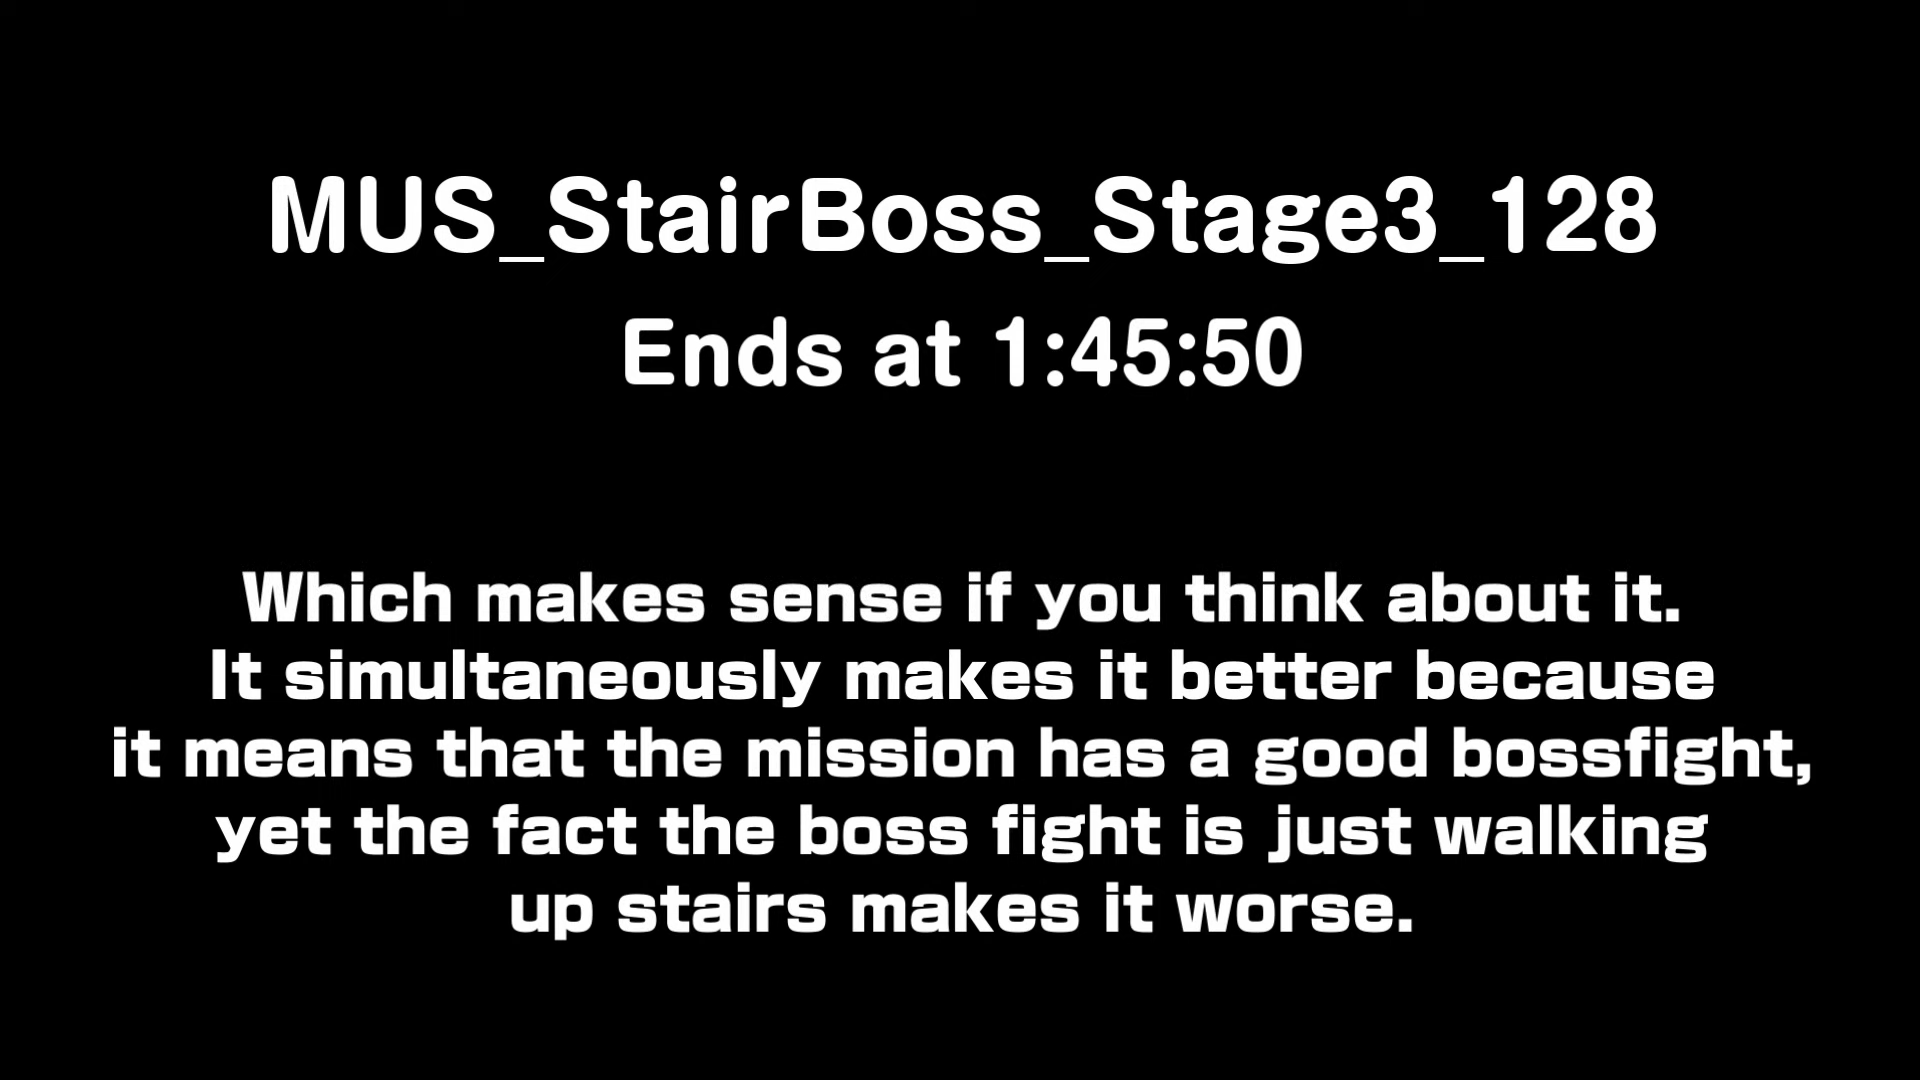 MUS_StairBoss_Stage3_128
Ends at 1:45:50
Which makes sense if you think about it.
It simultaneously makes it better because
it means that the mission has a good bossfight,
yet the fact the boss fight is just walking
up stairs makes it worse.